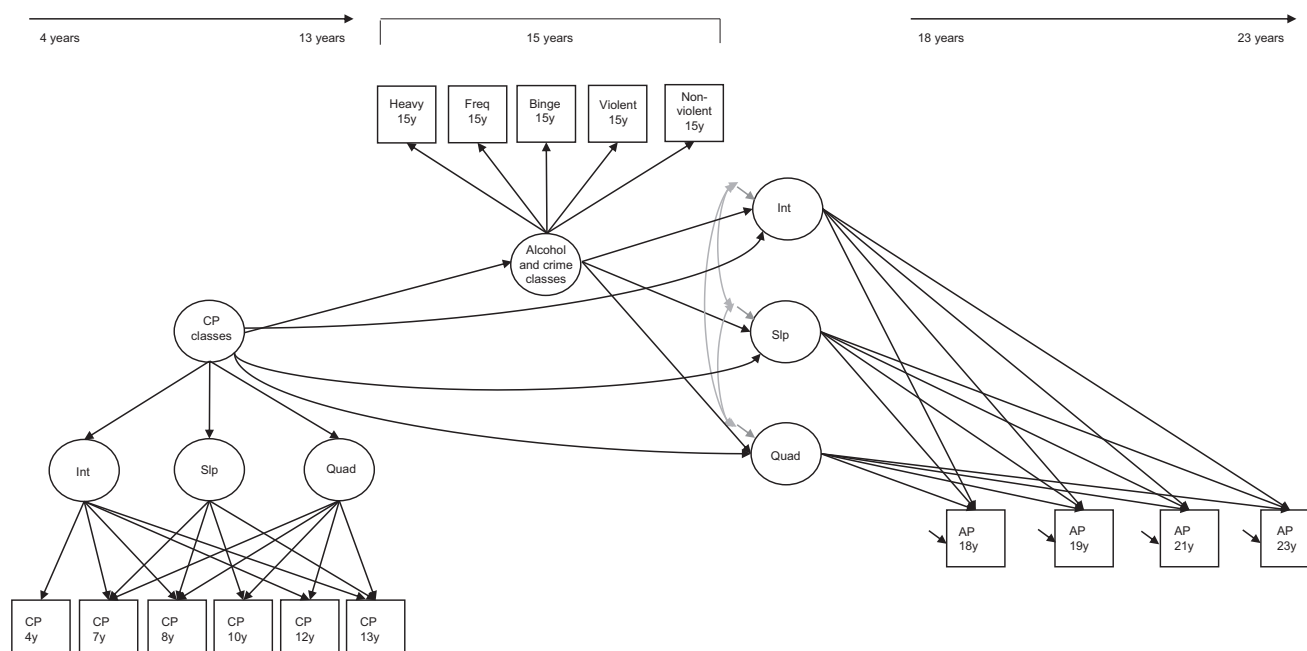 4 years
13 years
15 years
18 years
23 years
Heavy
15y
Freq
15y
Binge
15y
Violent
15y
Non-
violent
15y
Int
Alcohol
and crime
classes
CP
classes
Slp
Quad
Int
Slp
Quad
AP
18y
AP
19y
AP
21y
AP
23y
CP
4y
CP
7y
CP
8y
CP
10y
CP
12y
CP
13y